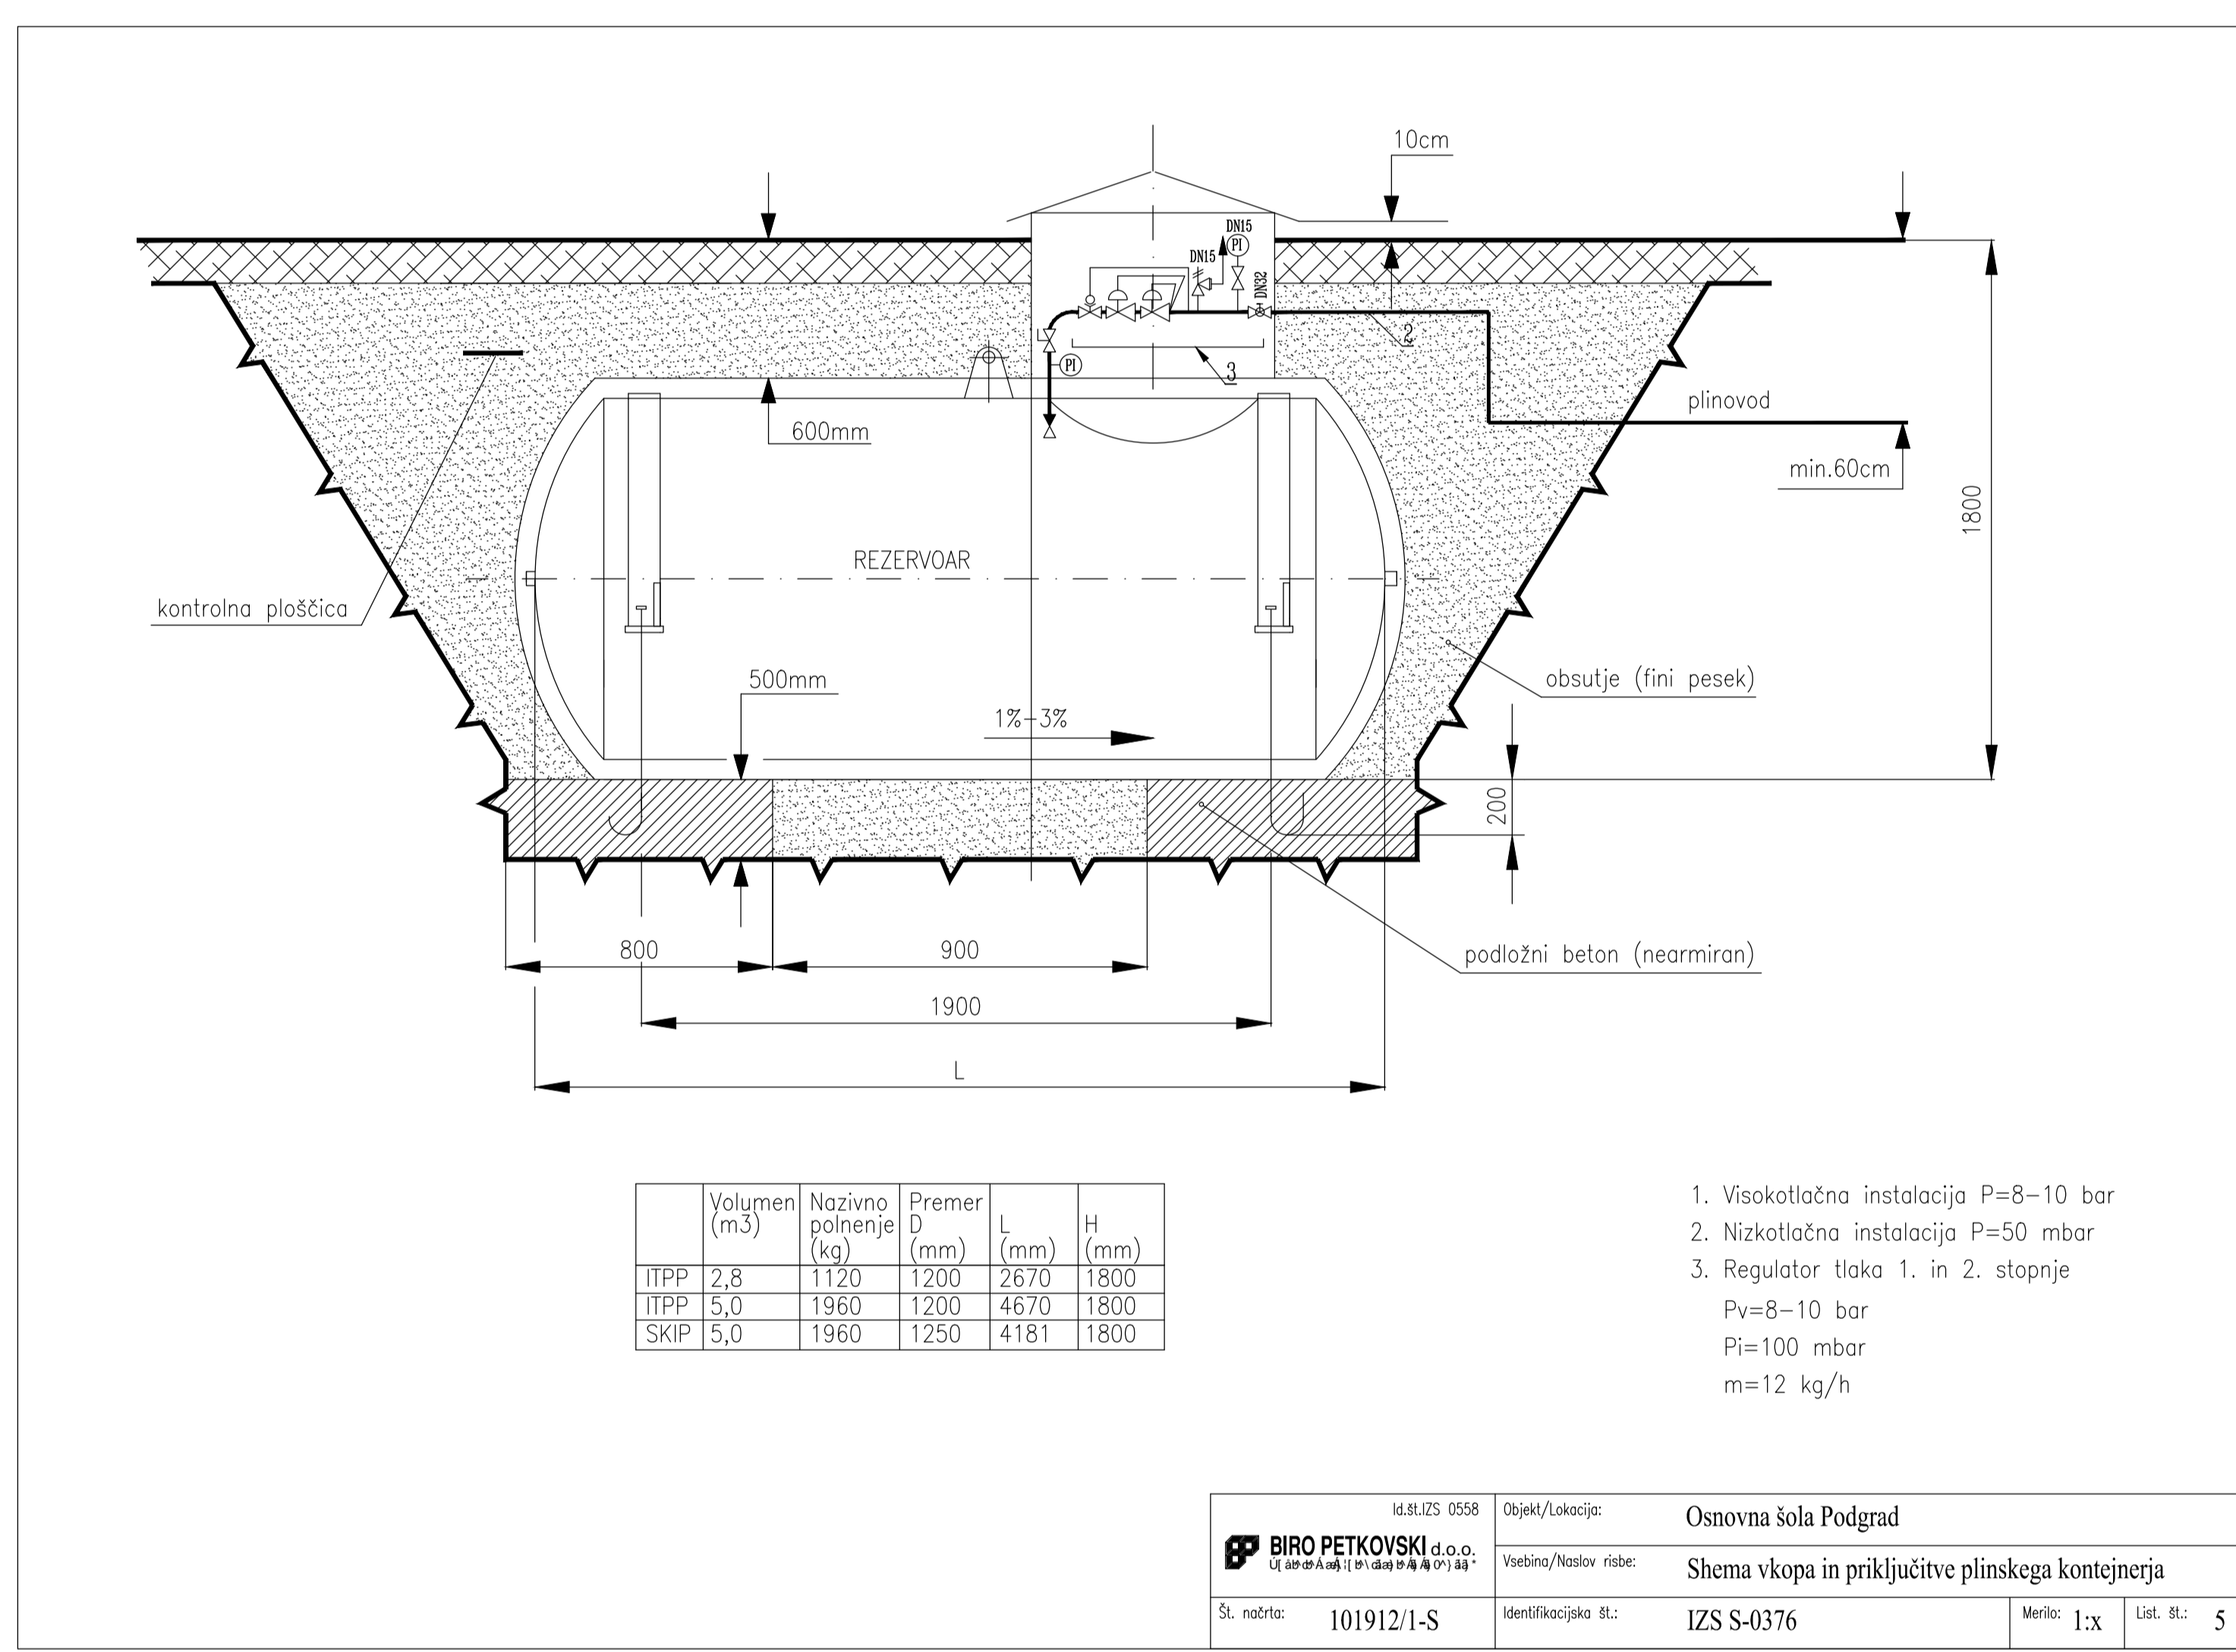 10cm
DN15
PI
DN15
DN32
2
PI
3
plinovod
600mm
min.60cm
1800
REZERVOAR
kontrolna ploščica
500mm
obsutje (fini pesek)
1%-3%
200
800
900
podložni beton (nearmiran)
1900
L
Volumen (m3) Nazivno polnenje (kg) Premer D (mm) L (mm) H (mm)
ITPP 2,8 1120 1200 2670 1800
ITPP 5,0 1960 1200 4670 1800
SKIP 5,0 1960 1250 4181 1800
1. Visokotlačna instalacija P=8-10 bar
2. Nizkotlačna instalacija P=50 mbar
3. Regulator tlaka 1. in 2. stopnje
Pv=8-10 bar
Pi=100 mbar
m=12 kg/h
Id.št.IZS 0558
BP BIRO PETKOVSKI d.o.o.
Objekt/Lokacija: Osnovna šola Podgrad
Vsebina/Naslov risbe: Shema vkopa in priključitve plinskega kontejnerja
Št. načrta: 101912/1-S
Identifikacijska št.: IZS S-0376
Merilo: 1:x
List. št.: 5